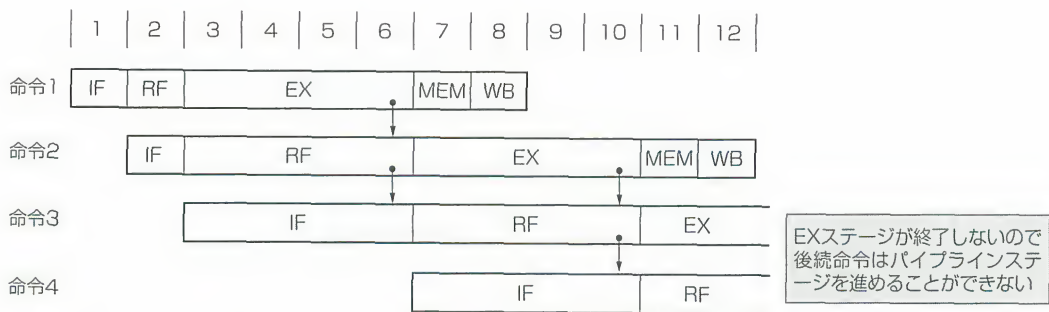 1 2 3 4 5 6 7 8 9 10 11 12
命令1 IF RF EX MEM WB
命令2 IF RF EX MEM WB
命令3 IF RF EX
命令4 IF RF
EXステージが終了しないので
後続命令はパイプラインステ
ージを進めることができない